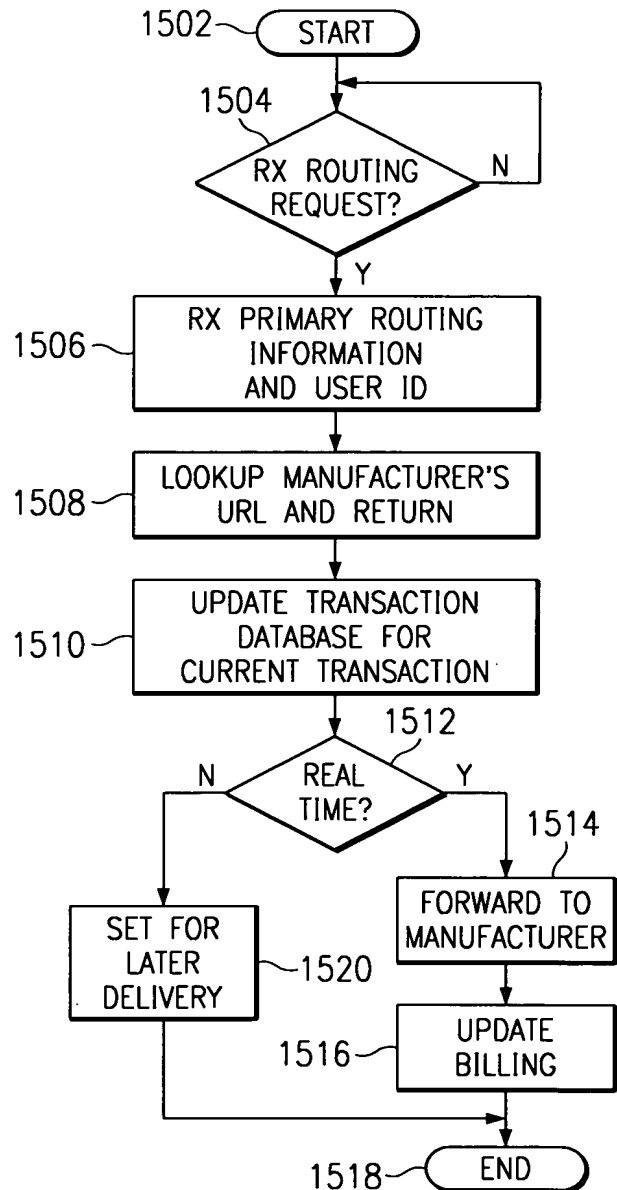 1502
START
1504
RX ROUTING
REQUEST?
N
Y
1506
RX PRIMARY ROUTING
INFORMATION
AND USER ID
1508
LOOKUP MANUFACTURER'S
URL AND RETURN
1510
UPDATE TRANSACTION
DATABASE FOR
CURRENT TRANSACTION
1512
N
REAL
TIME?
Y
1514
FORWARD TO
MANUFACTURER
SET FOR
LATER
DELIVERY
1520
1516
UPDATE
BILLING
1518
END